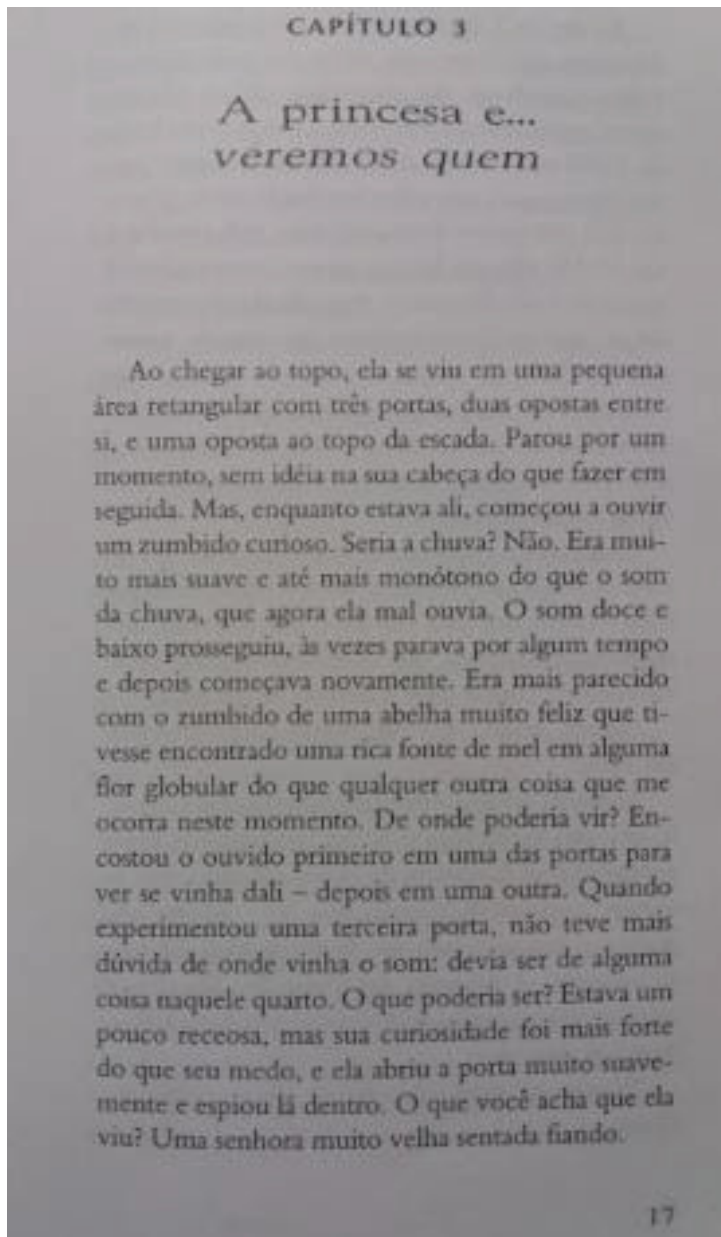 CAPÍTULO 3
A princesa e...
veremos quem
Ao chegar ao topo, ela se viu em uma pequena
área retangular com três portas, duas opostas entre
si, e uma oposta ao topo da escada. Parou por um
momento, sem idéia na sua cabeça do que fazer em
seguida. Mas, enquanto estava ali, começou a ouvir
um zumbido curioso. Seria a chuva? Não. Era mui-
to mais suave e até mais monótono do que o som
da chuva, que agora ela mal ouvia. O som doce e
baixo prosseguiu, às vezes parava por algum tempo
e depois começava novamente. Era mais parecido
com o zumbido de uma abelha muito feliz que ti-
vesse encontrado uma rica fonte de mel em alguma
flor globular do que qualquer outra coisa que me
ocorra neste momento. De onde poderia vir? En-
costou o ouvido primeiro em uma das portas para
ver se vinha dali – depois em uma outra. Quando
experimentou uma terceira porta, não teve mais
dúvida de onde vinha o som: devia ser de alguma
coisa naquele quarto. O que poderia ser? Estava um
pouco receosa, mas sua curiosidade foi mais forte
do que seu medo, e ela abriu a porta muito suave-
mente e espiou lá dentro. O que você acha que ela
viu? Uma senhora muito velha sentada fiando.
17